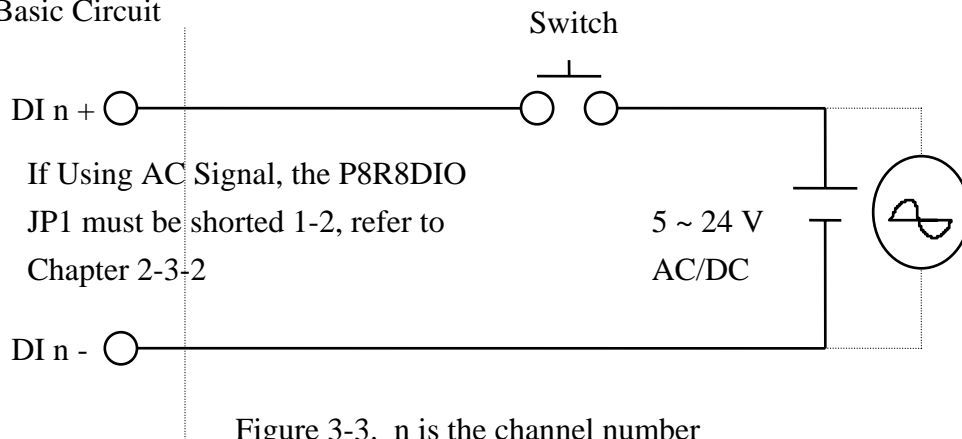 Basic Circuit
Switch
DI n +
If Using AC Signal, the P8R8DIO
JP1 must be shorted 1-2, refer to
Chapter 2-3-2
5 ~ 24 V
AC/DC
DI n -
Figure 3-3. n is the channel number